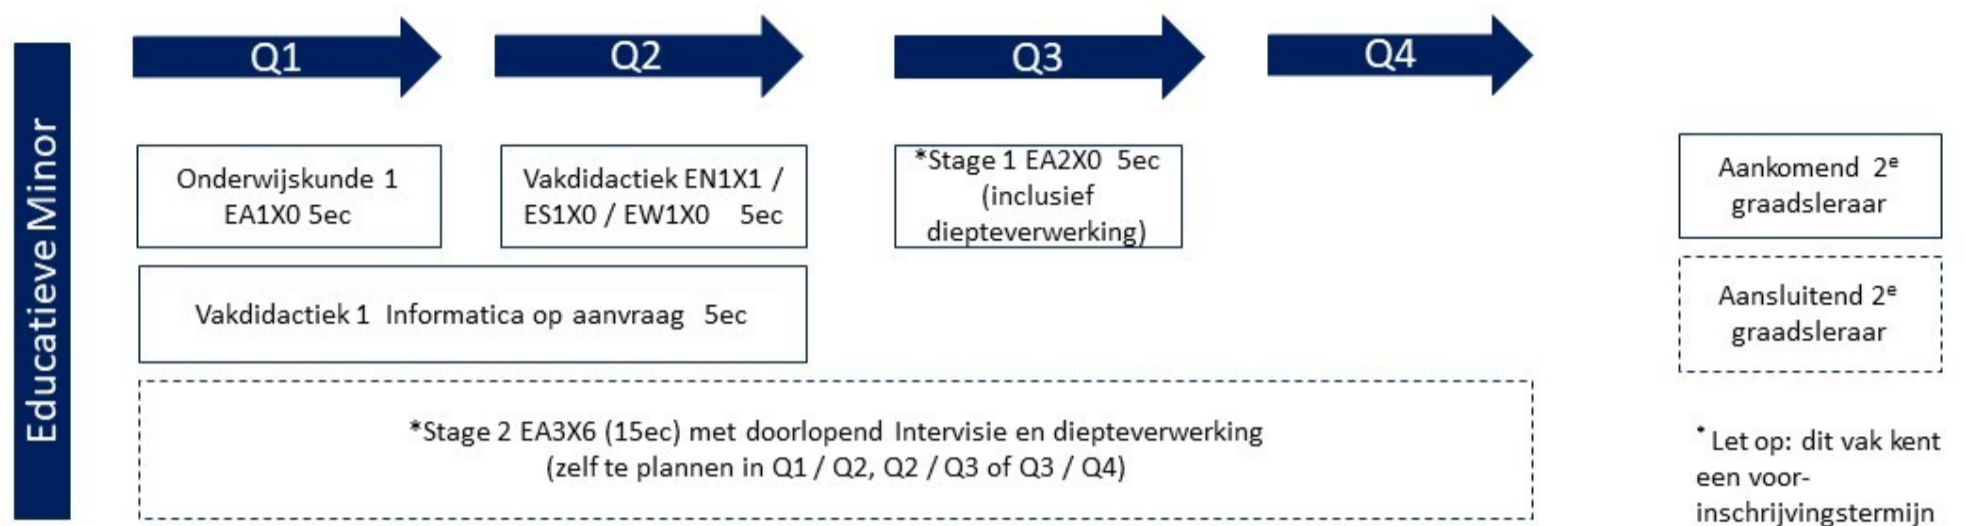 Educatieve Minor
Q1
Q2
Q3
Q4
Onderwijskunde 1
EA1X0 5ec
Vakdidactiek EN1X1 /
ES1X0 / EW1X0 5ec
*Stage 1 EA2X0 5ec
(inclusief
diepteverwerking)
Vakdidactiek 1 Informatica op aanvraag 5ec
*Stage 2 EA3X6 (15ec) met doorlopend Intervisie en diepteverwerking
(zelf te plannen in Q1 / Q2, Q2 / Q3 of Q3 / Q4)
Aankomend 2e
graadsleraar
Aansluitend 2e
graadsleraar
* Let op: dit vak kent
een voor-
inschrijvingstermijn